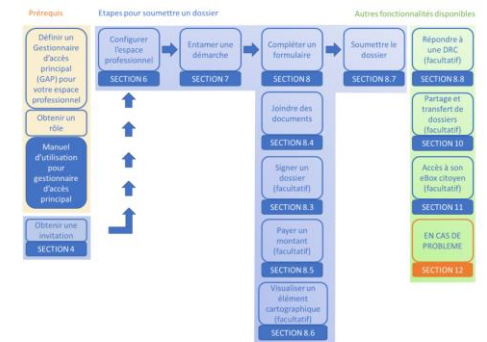 Prérequis
Etapes pour soumettre un dossier
Autres fonctionnalités disponibles
Définir un
Gestionnaire
d'accès
principal
(GAP) pour
votre espace
professionnel
Obtenir un
rôle
Manuel
d'utilisation
pour
gestionnaire
d'accès
principal
Obtenir une
invitation
SECTION 4
Configurer
l'espace
professionnel
SECTION 6
Entamer une
démarche
SECTION 7
Compléter un
formulaire
SECTION 8
Joindre des
documents
SECTION 8.4
Signer un
dossier
(facultatif)
SECTION 8.3
Payer un
montant
(facultatif)
SECTION 8.5
Visualiser un
élément
cartographique
(facultatif)
SECTION 8.6
Soumettre le
dossier
SECTION 8.7
Répondre à
une DRC
(facultatif)
SECTION 8.8
Partage et
transfert de
dossiers
(facultatif)
SECTION 10
Accès à son
eBox citoyen
(facultatif)
SECTION 11
EN CAS DE
PROBLEME
SECTION 12